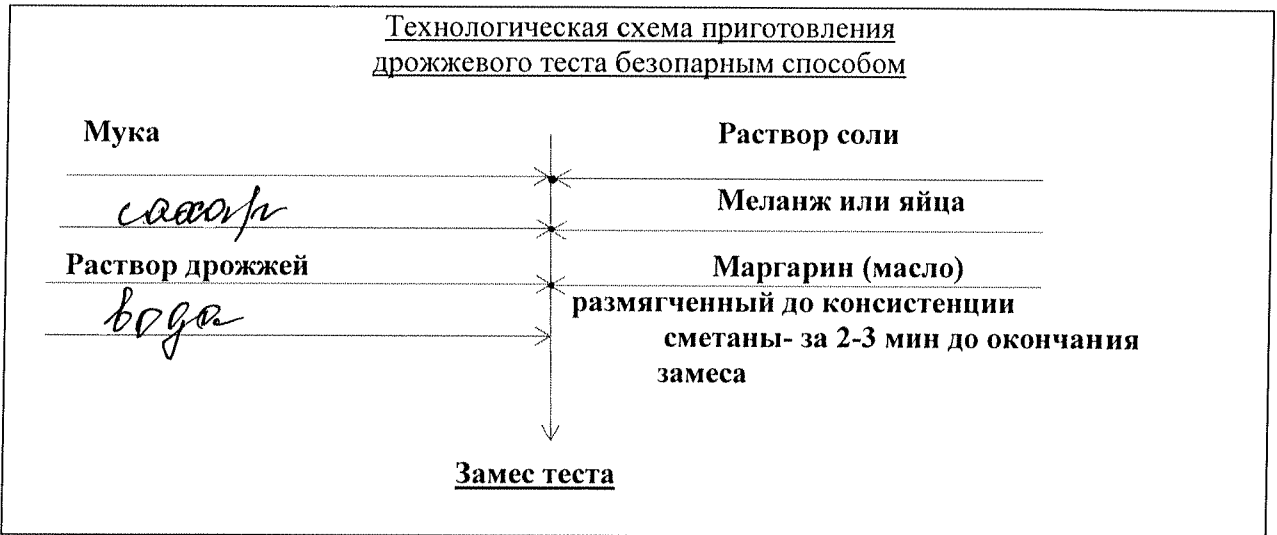 Технологическая схема приготовления
дрожжевого теста безопарным способом
Мука
Раствор соли
сахар
Меланж или яйца
Раствор дрожжей
Маргарин (масло)
вода
размягченный до консистенции
сметаны- за 2-3 мин до окончания
замеса
Замес теста